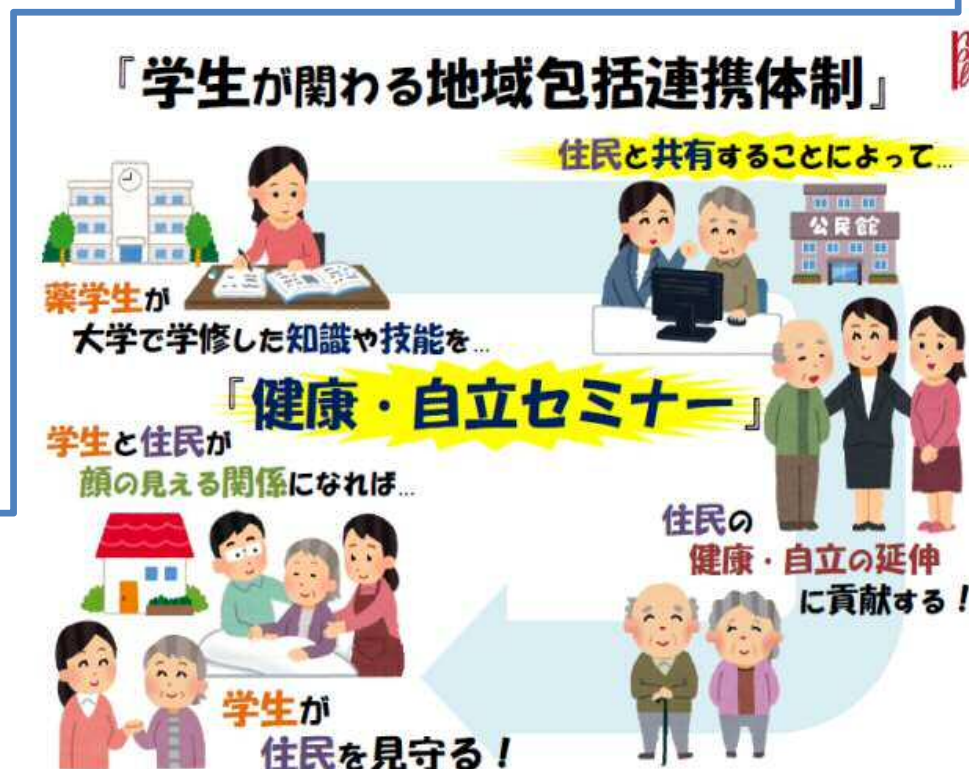 『学生が関わる地域包括連携体制』
住民と共有することによって…
公民館
薬学生が
大学で学修した知識や技能を…
『健康・自立セミナー』
学生と住民が
顔の見える関係になれば…
住民の
健康・自立の延伸
に貢献する！
学生が
住民を見守る！